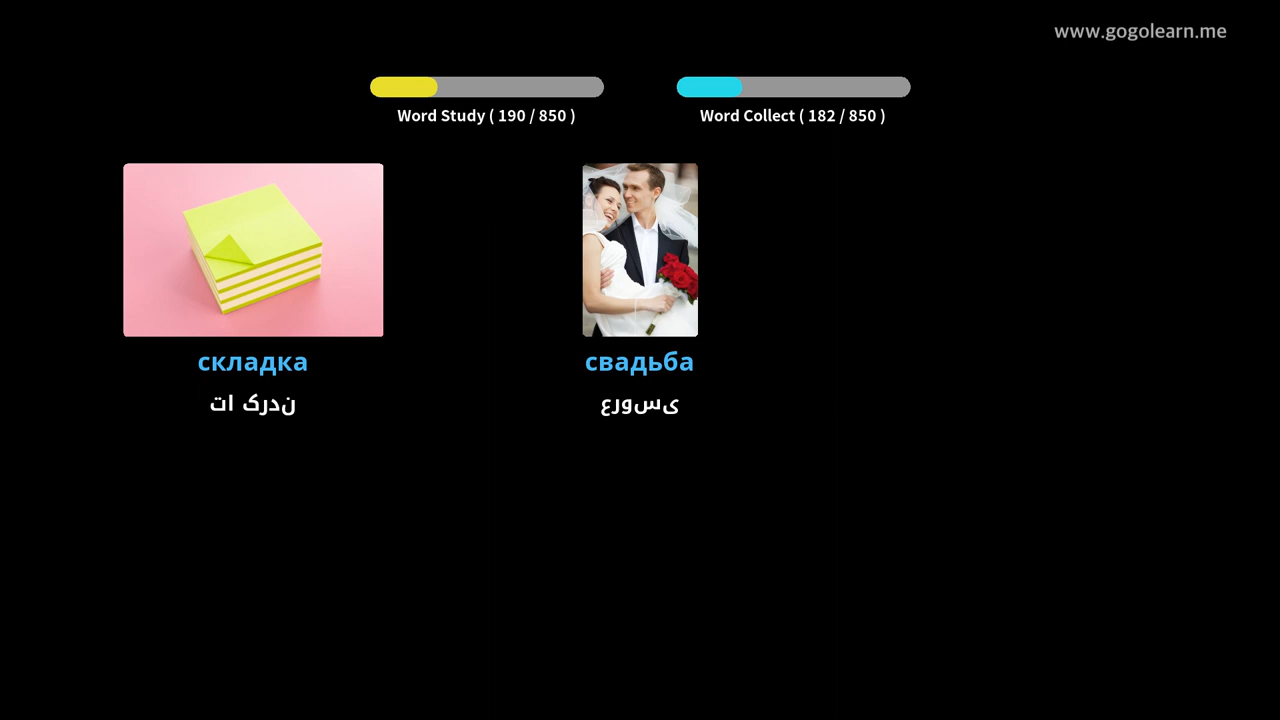 www.gogolearn.me
Word Study ( 190 / 850 )
Word Collect ( 182 / 850 )
складка
ندرک ات
свадьба
یسورع